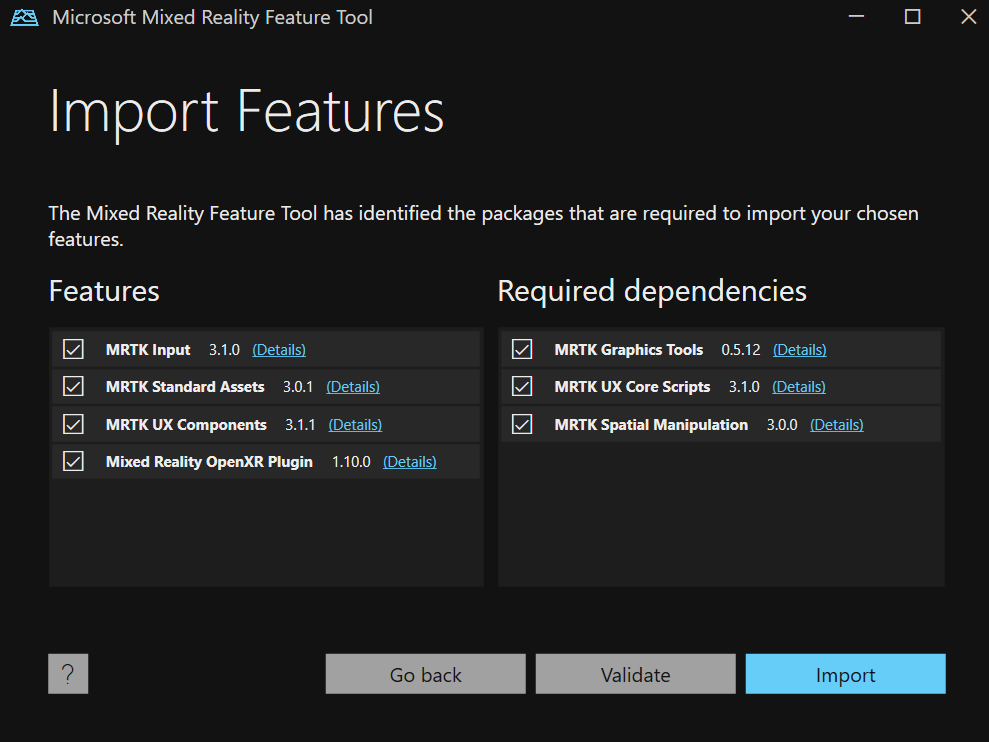 Microsoft Mixed Reality Feature Tool
Import Features
The Mixed Reality Feature Tool has identified the packages that are required to import your chosen
features.
Features
MRTK Input 3.1.0 (Details)
MRTK Standard Assets 3.0.1 (Details)
MRTK UX Components 3.1.1 (Details)
Mixed Reality OpenXR Plugin 1.10.0 (Details)
Required dependencies
MRTK Graphics Tools 0.5.12 (Details)
MRTK UX Core Scripts 3.1.0 (Details)
MRTK Spatial Manipulation 3.0.0 (Details)
?
Go back
Validate
Import